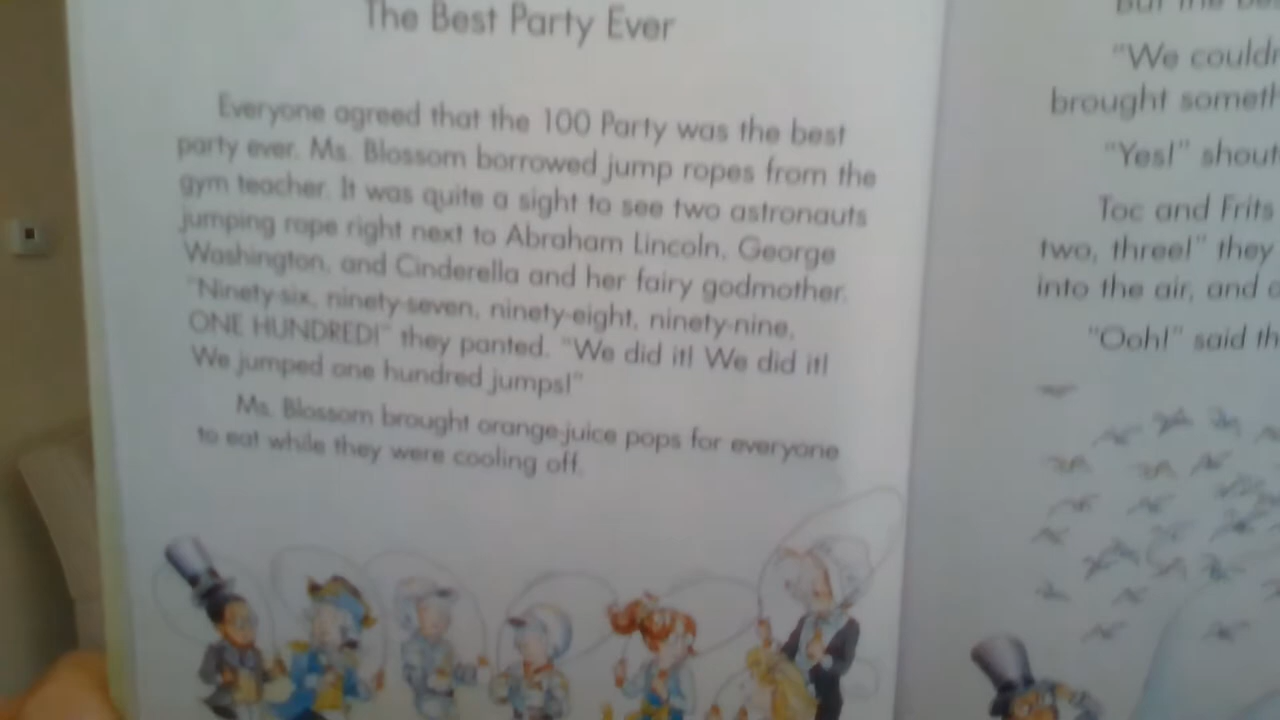 The Best Party Ever
Everyone agreed that the 100 Party was the best
party ever. Ms. Blossom borrowed jump ropes from the
gym teacher. It was quite a sight to see two astronauts
jumping rope right next to Abraham Lincoln, George
Washington, and Cinderella and her fairy godmother.
"Ninety-six, ninety-seven, ninety-eight, ninety-nine,
ONE HUNDRED!" they panted. "We did it! We did it!
We jumped one hundred jumps!"
Ms. Blossom brought orange-juice pops for everyone
to eat while they were cooling off.
"We
brought
"Yes!"
Toc and Frits
two, three!" they
into the air, and
"Ooh!" said